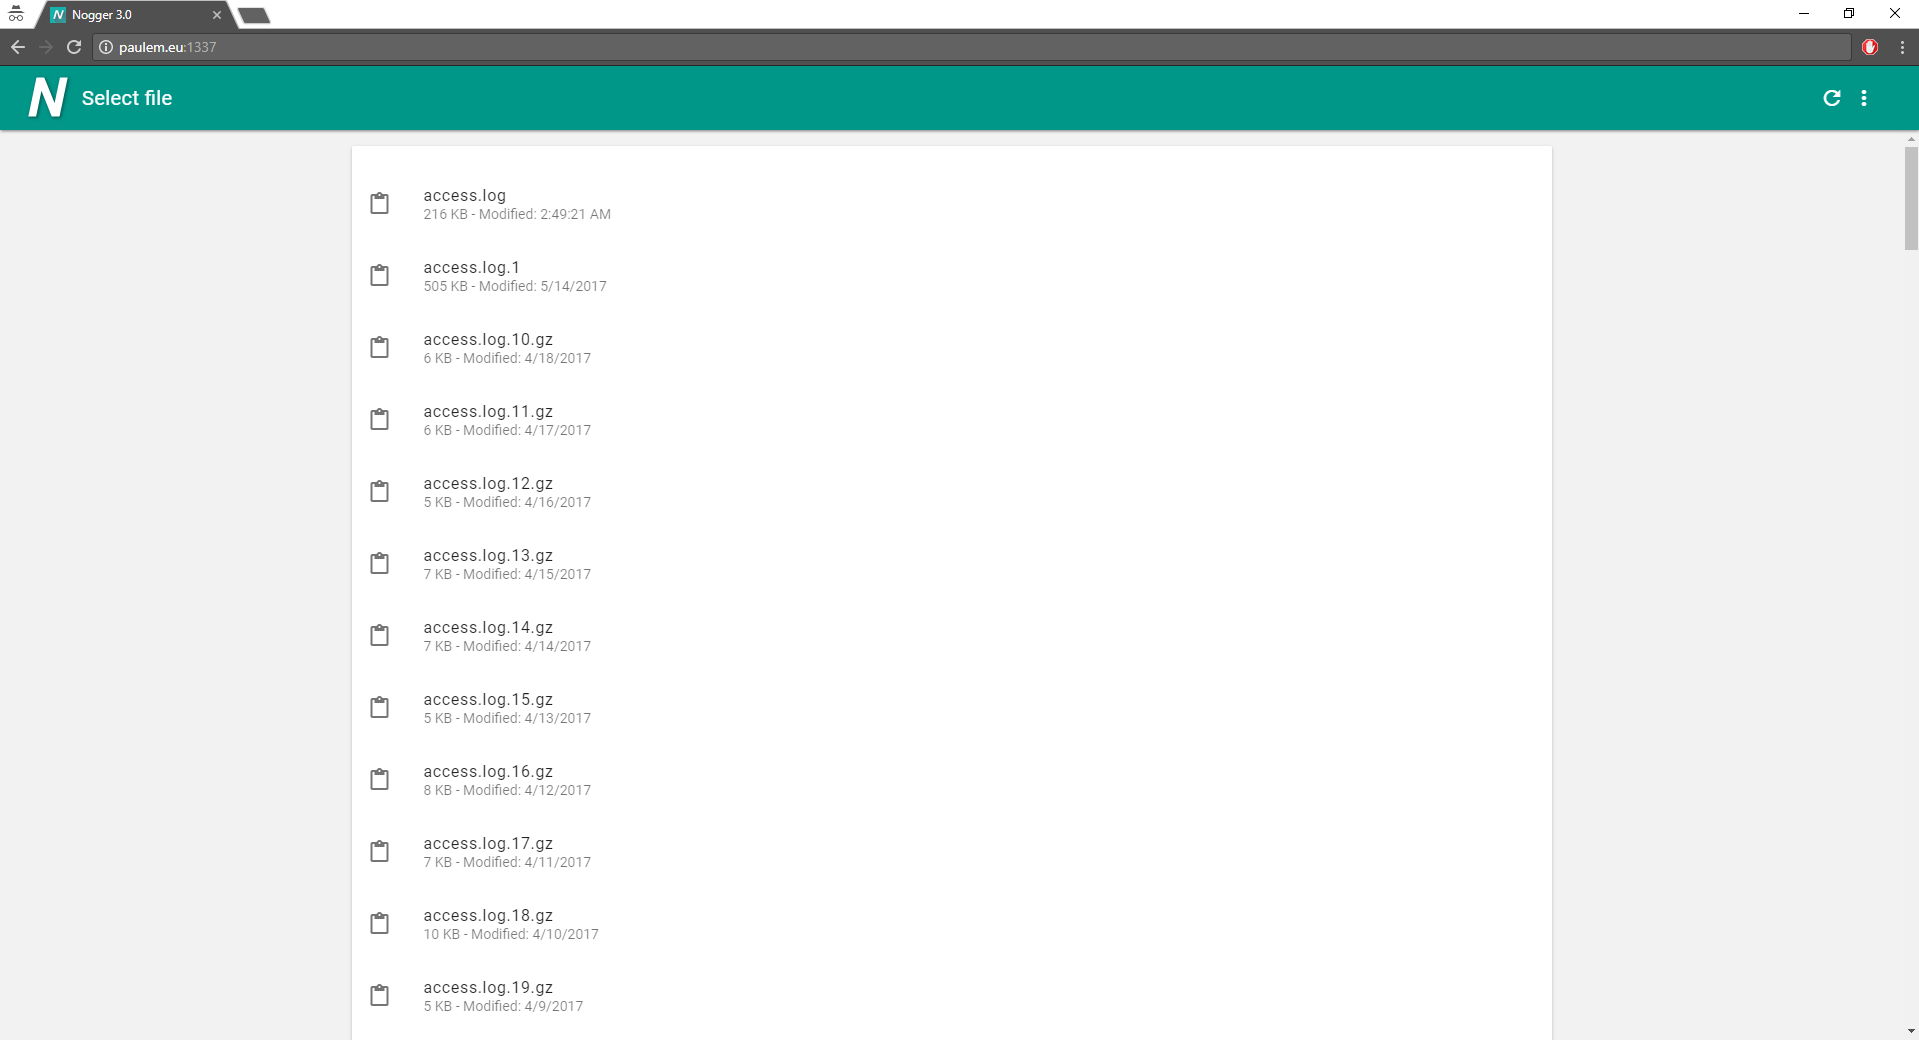 Nogger 3.0
paulem.eu:1337
N Select file
access.log
216 KB - Modified: 2:49:21 AM
access.log.1
505 KB - Modified: 5/14/2017
access.log.10.gz
6 KB - Modified: 4/18/2017
access.log.11.gz
6 KB - Modified: 4/17/2017
access.log.12.gz
5 KB - Modified: 4/16/2017
access.log.13.gz
7 KB - Modified: 4/15/2017
access.log.14.gz
7 KB - Modified: 4/14/2017
access.log.15.gz
5 KB - Modified: 4/13/2017
access.log.16.gz
8 KB - Modified: 4/12/2017
access.log.17.gz
7 KB - Modified: 4/11/2017
access.log.18.gz
10 KB - Modified: 4/10/2017
access.log.19.gz
5 KB - Modified: 4/9/2017